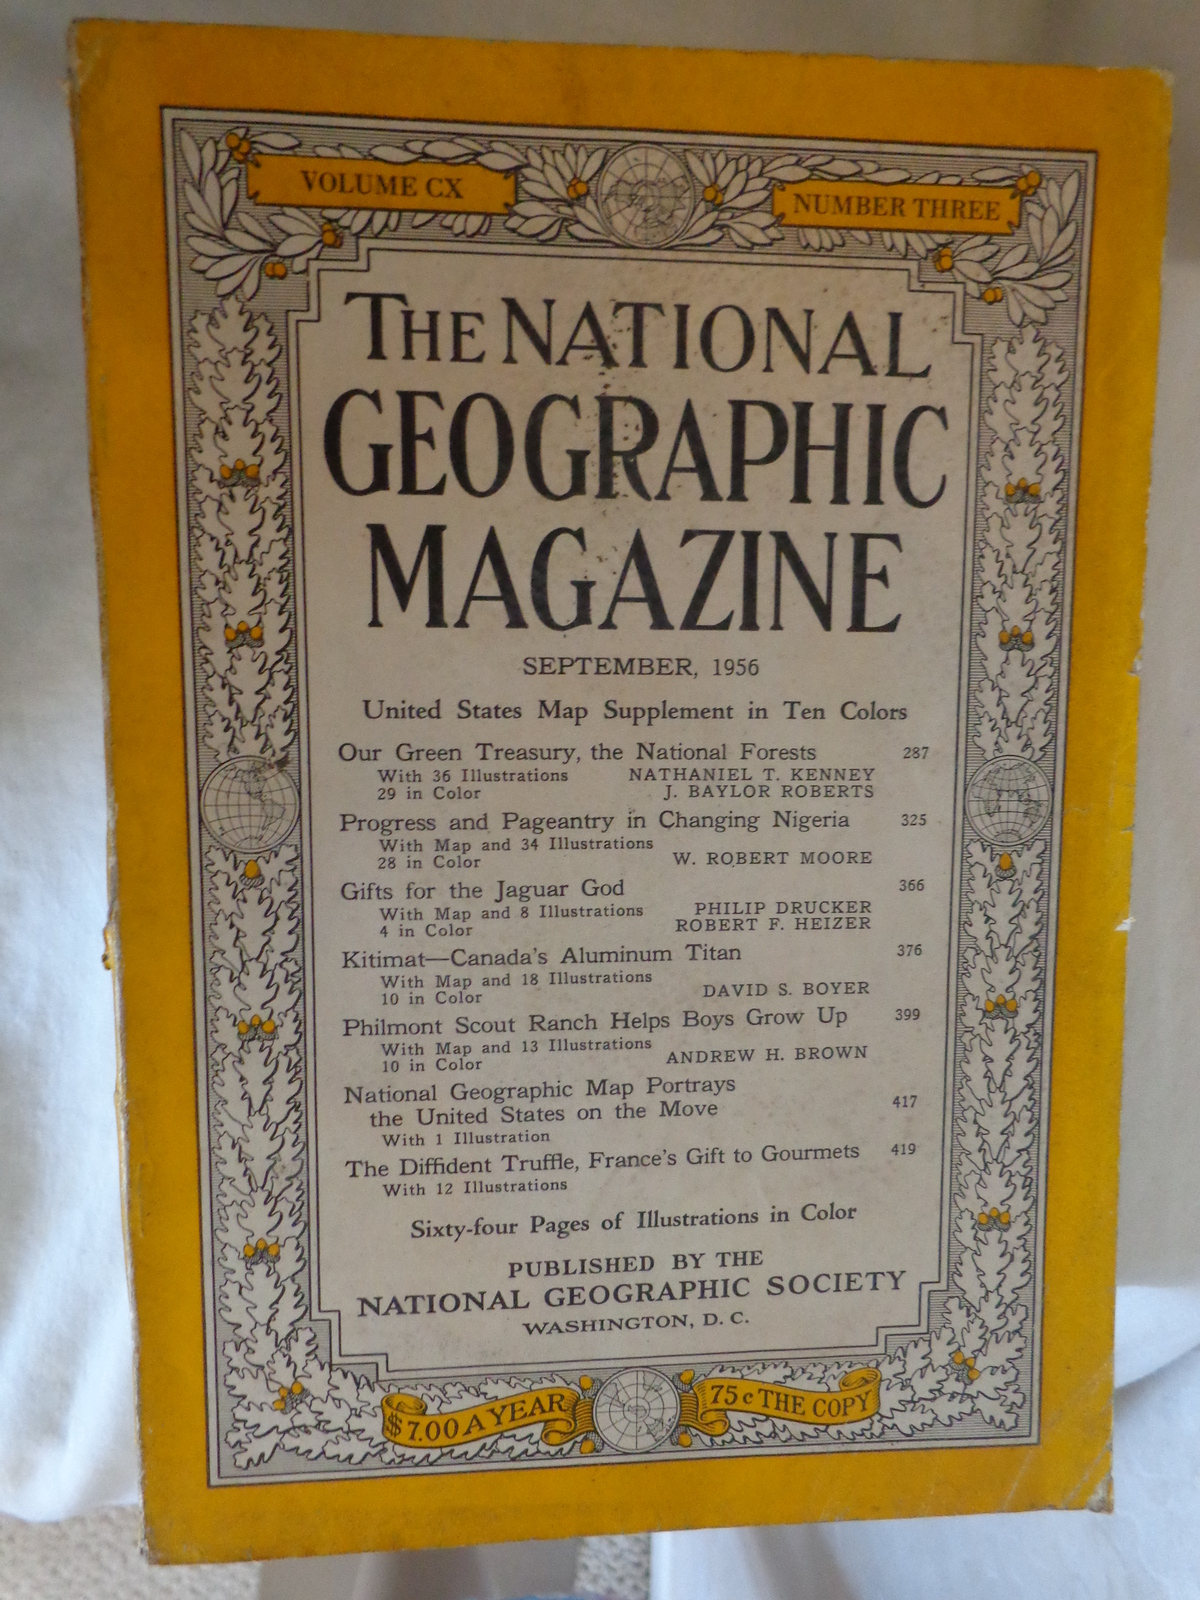 VOLUME CX
NUMBER THREE
THE NATIONAL
GEOGRAPHIC
MAGAZINE
SEPTEMBER, 1956
United States Map Supplement in Ten Colors
Our Green Treasury, the National Forests 287
With 36 Illustrations NATHANIEL T. KENNEY
29 in Color J. BAYLOR ROBERTS
Progress and Pageantry in Changing Nigeria 325
With Map and 34 Illustrations
28 in Color W. ROBERT MOORE
Gifts for the Jaguar God 366
With Map and 8 Illustrations PHILIP DRUCKER
4 in Color ROBERT F. HEIZER
Kitimat—Canada's Aluminum Titan 376
With Map and 18 Illustrations
10 in Color DAVID S. BOYER
Philmont Scout Ranch Helps Boys Grow Up 399
With Map and 13 Illustrations
10 in Color ANDREW H. BROWN
National Geographic Map Portrays
the United States on the Move 417
With 1 Illustration
The Diffident Truffle, France's Gift to Gourmets 419
With 12 Illustrations
Sixty-four Pages of Illustrations in Color
PUBLISHED BY THE
NATIONAL GEOGRAPHIC SOCIETY
WASHINGTON, D. C.
$7.00 A YEAR
75c THE COPY